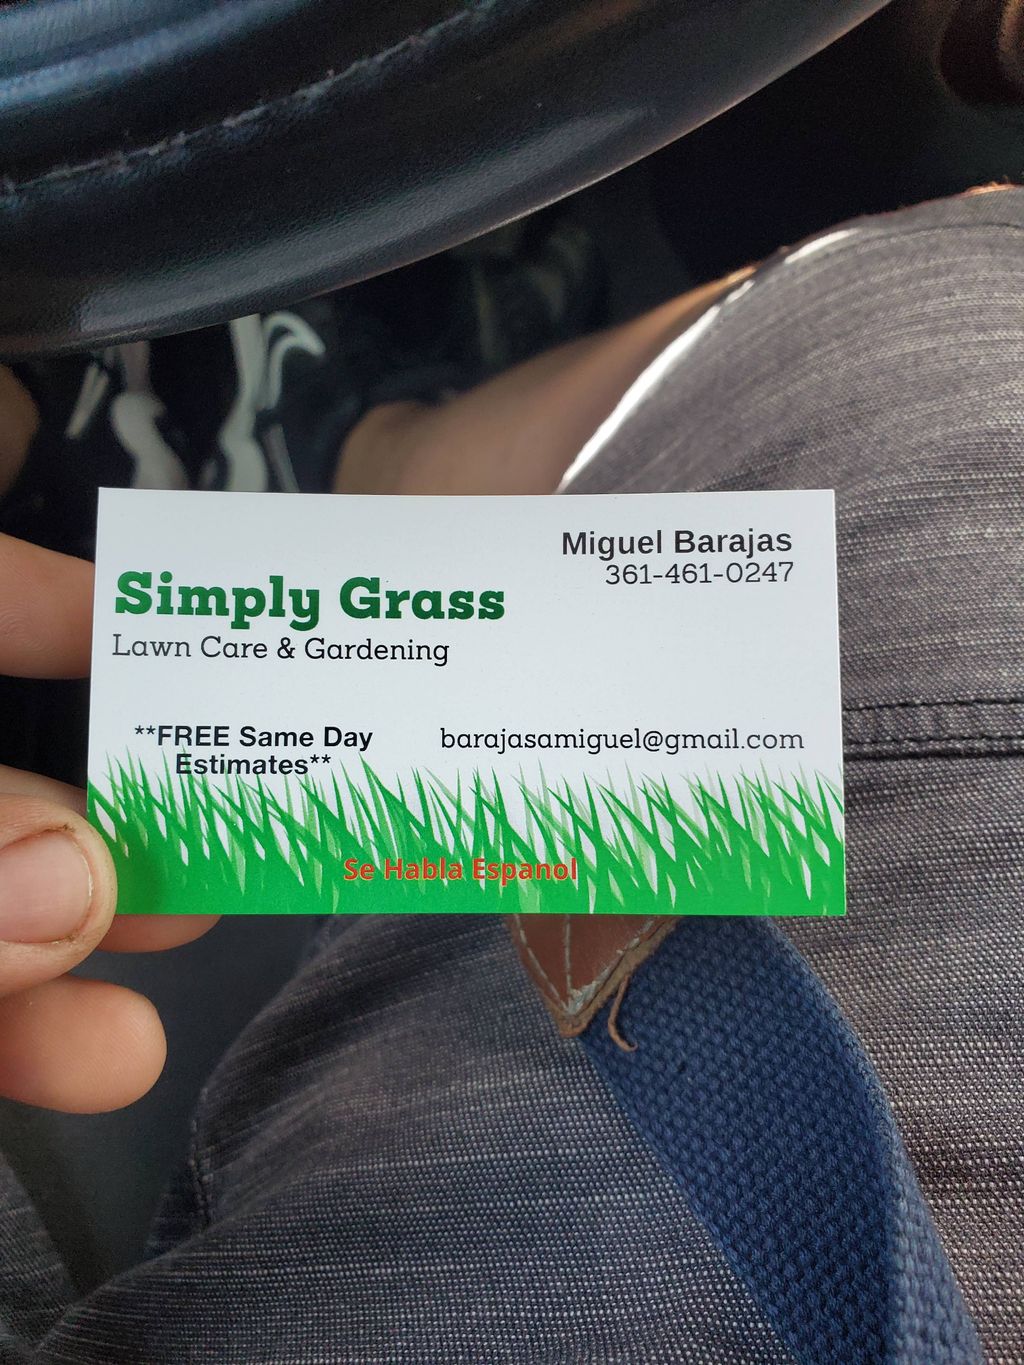 Miguel Barajas
361-461-0247
Simply Grass
Lawn Care & Gardening
**FREE Same Day
Estimates**
barajasamiguel@gmail.com
Se Habla Espanol